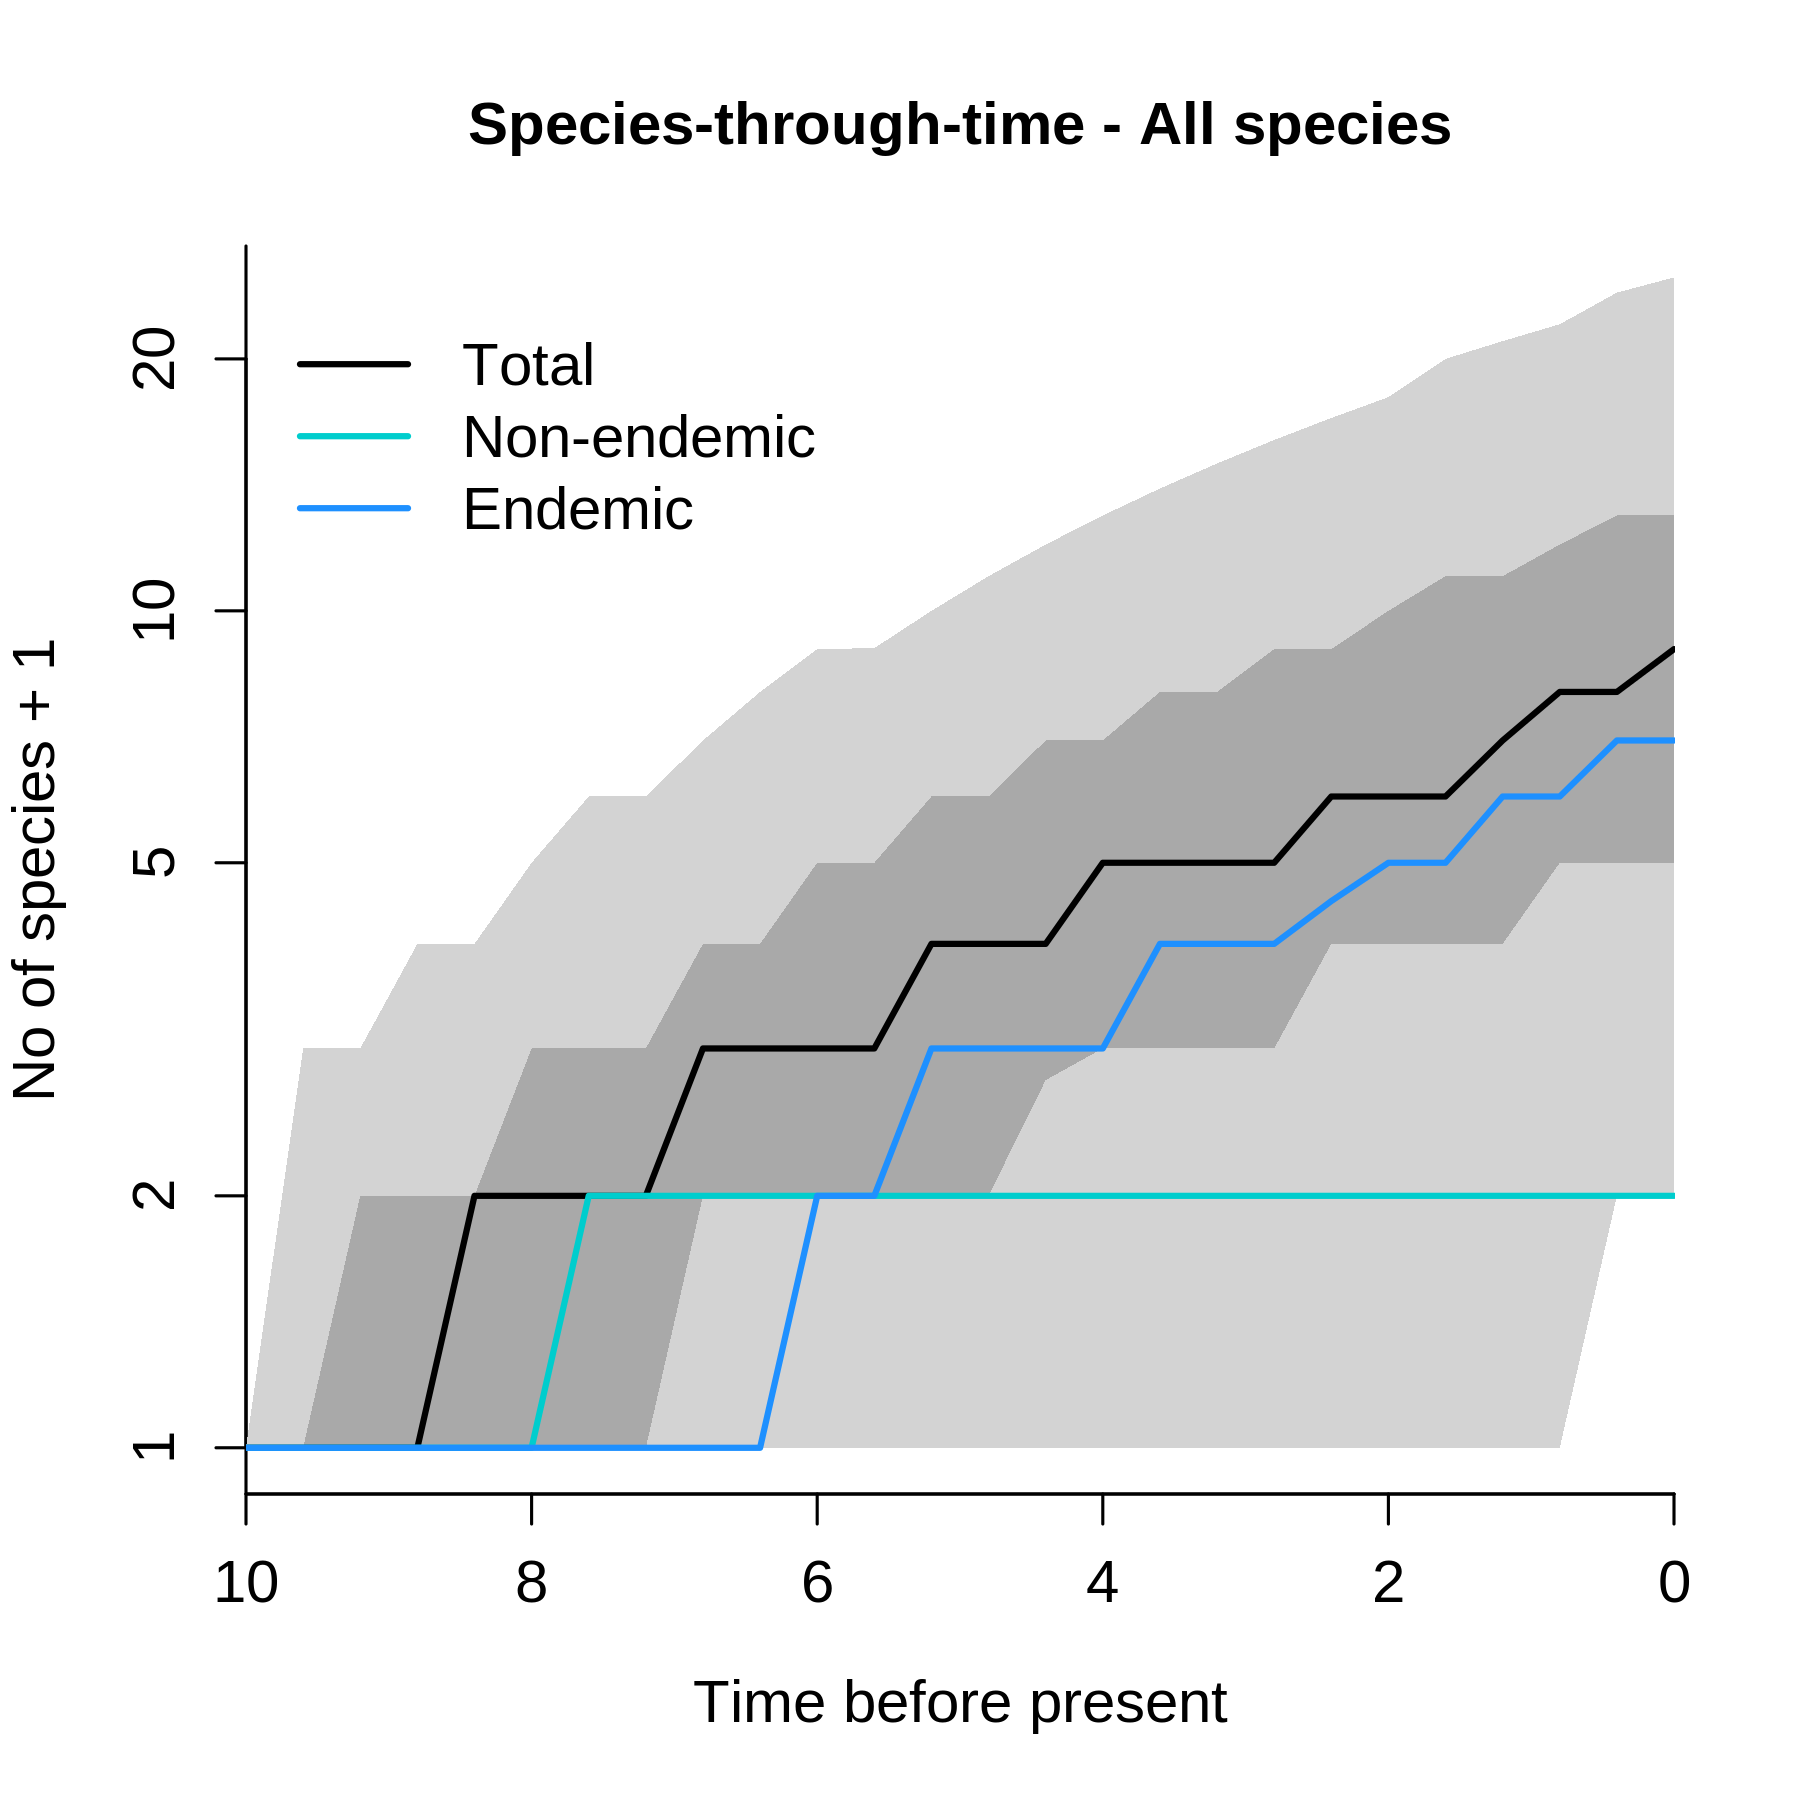 Species-through-time - All species
Total
Non-endemic
Endemic
No of species + 1
20
10
5
2
1
10 8 6 4 2 0
Time before present